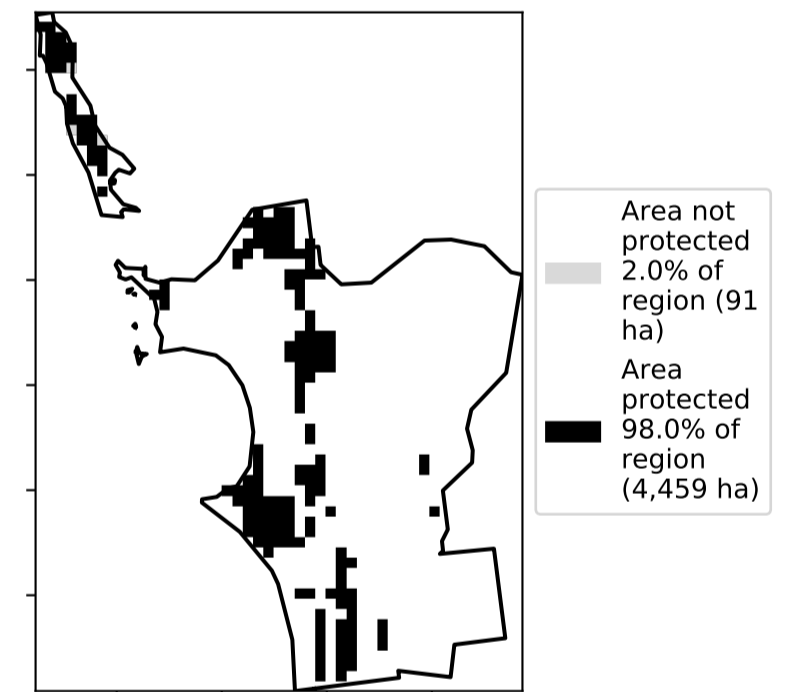 Area not
protected
2.0% of
region (91
ha)
Area
protected
98.0% of
region
(4,459 ha)